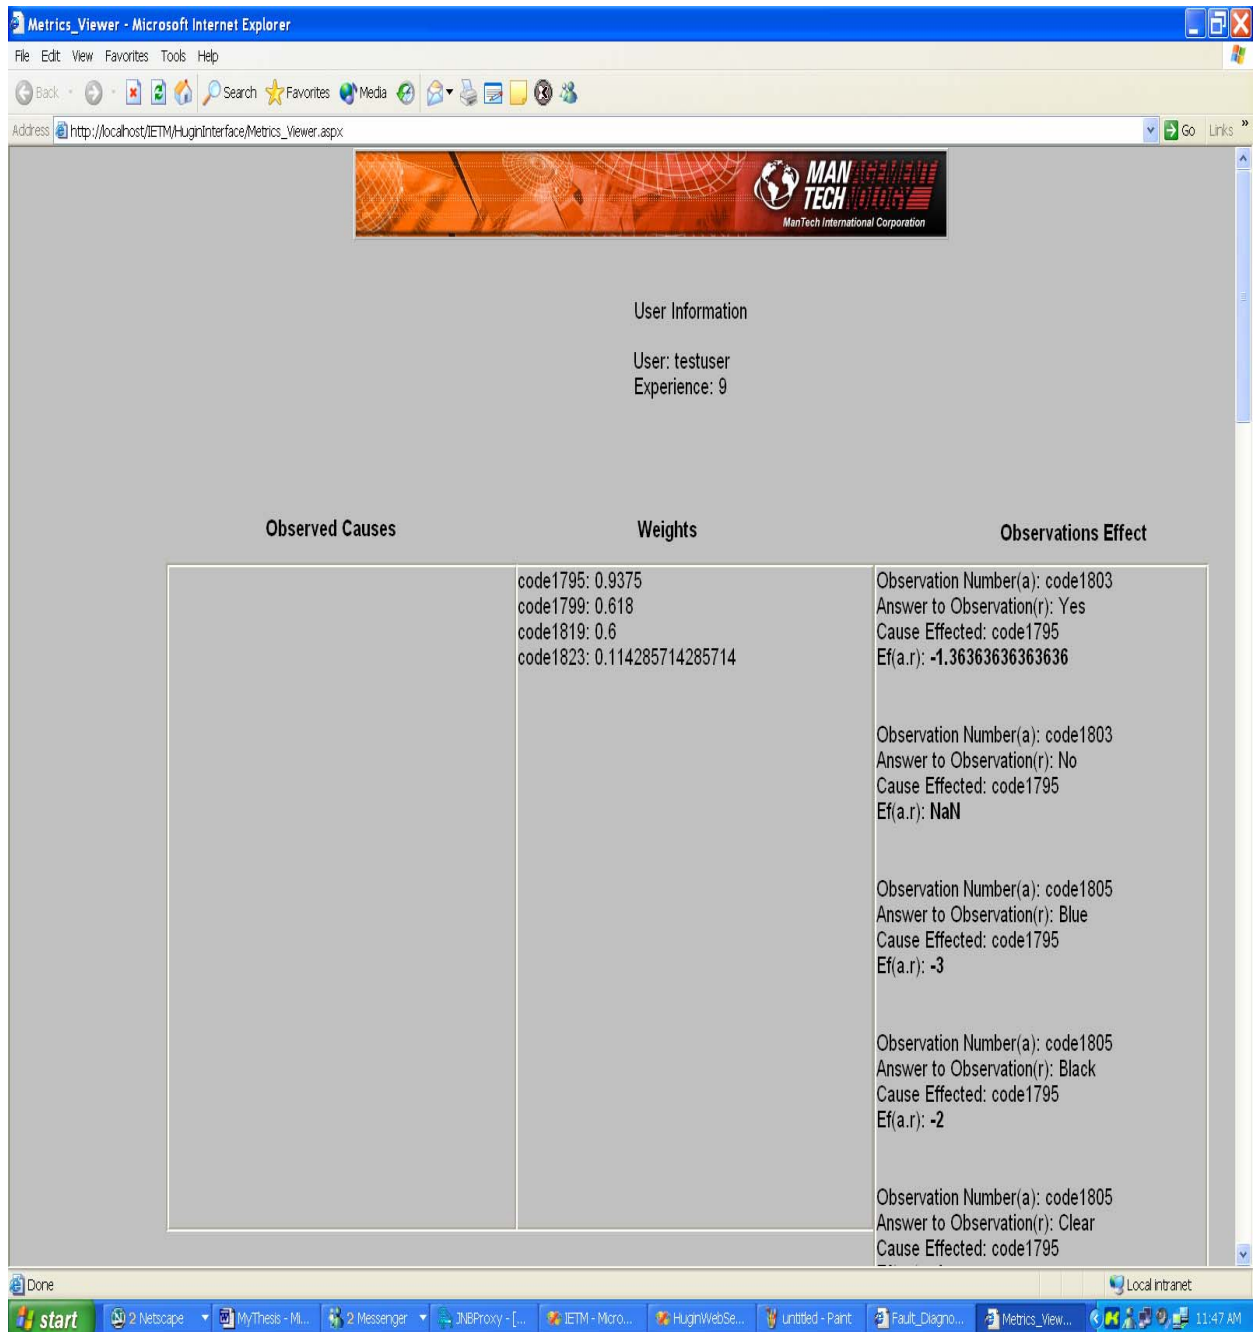 Metrics_Viewer - Microsoft Internet Explorer
File Edit View Favorites Tools Help
Back Search Favorites Media
Address http://localhost/IETM/HuginInterface/Metrics_Viewer.aspx Go Links »
MANAGEMENT
TECHNOLOGY
ManTech International Corporation
User Information
User: testuser
Experience: 9
Observed Causes
Weights
code1795: 0.9375
code1799: 0.618
code1819: 0.6
code1823: 0.114285714285714
Observations Effect
Observation Number(a): code1803
Answer to Observation(r): Yes
Cause Effected: code1795
Ef(a.r): -1.36363636363636
Observation Number(a): code1803
Answer to Observation(r): No
Cause Effected: code1795
Ef(a.r): NaN
Observation Number(a): code1805
Answer to Observation(r): Blue
Cause Effected: code1795
Ef(a.r): -3
Observation Number(a): code1805
Answer to Observation(r): Black
Cause Effected: code1795
Ef(a.r): -2
Observation Number(a): code1805
Answer to Observation(r): Clear
Cause Effected: code1795
Done Local intranet
start 2 Netscape MyThesis - Mi... 2 Messenger JNBProxy - [... IETM - Micro... HuginWebSe... untitled - Paint Fault_Diagno... Metrics_View... 11:47 AM